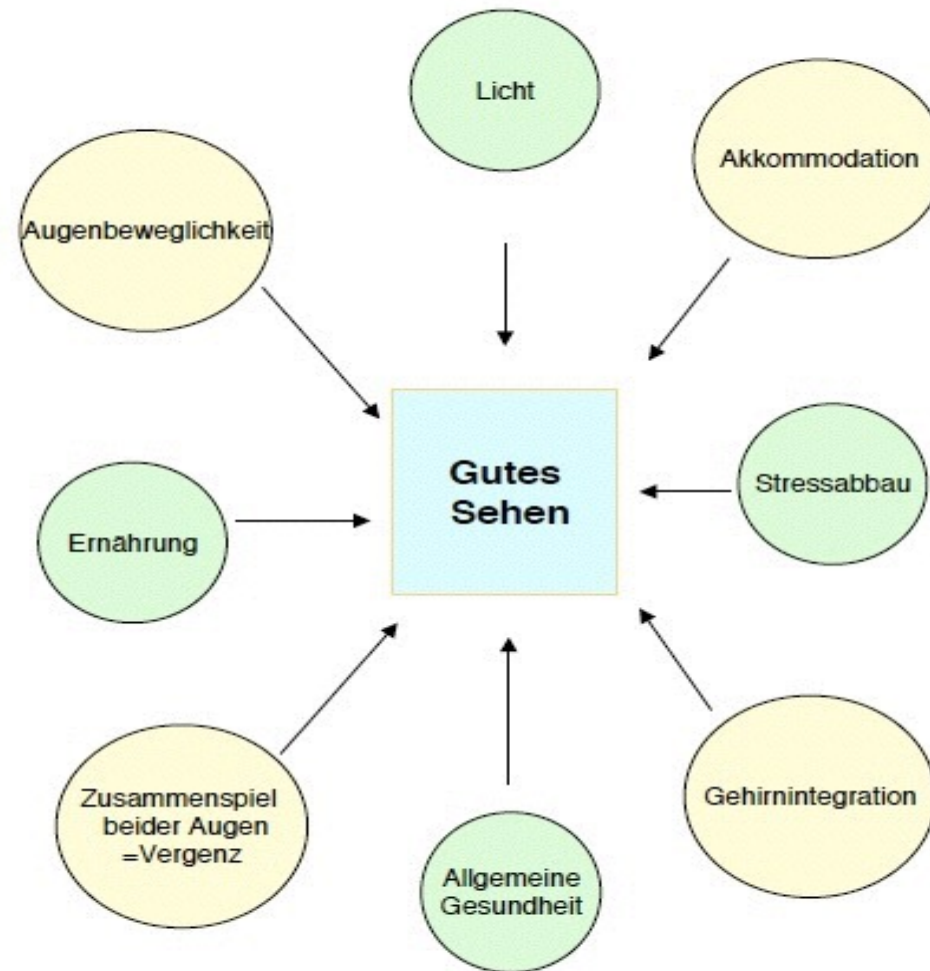 Licht
Akkommodation
Augenbeweglichkeit
Gutes
Sehen
Stressabbau
Ernährung
Zusammenspiel
beider Augen
=Vergenz
Gehirnintegration
Allgemeine
Gesundheit